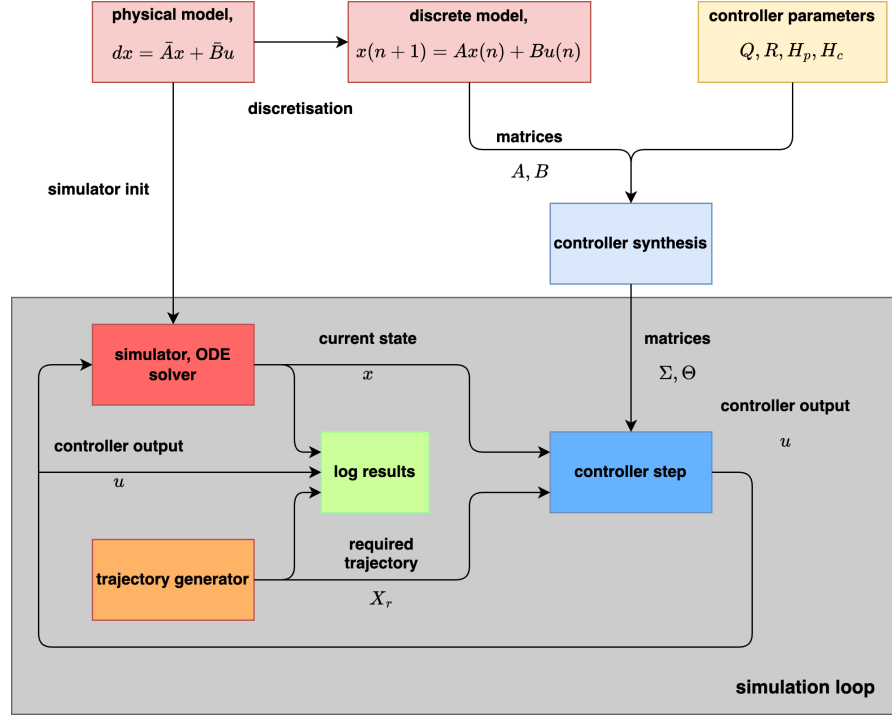 physical model,
dx = Āx + B̄u
discrete model,
x(n + 1) = Ax(n) + Bu(n)
controller parameters
Q, R, H_p, H_c
discretisation
matrices
A, B
simulator init
controller synthesis
simulator, ODE
solver
current state
x
matrices
Σ, Θ
controller output
u
controller output
u
log results
controller step
required
trajectory
X_r
trajectory generator
simulation loop